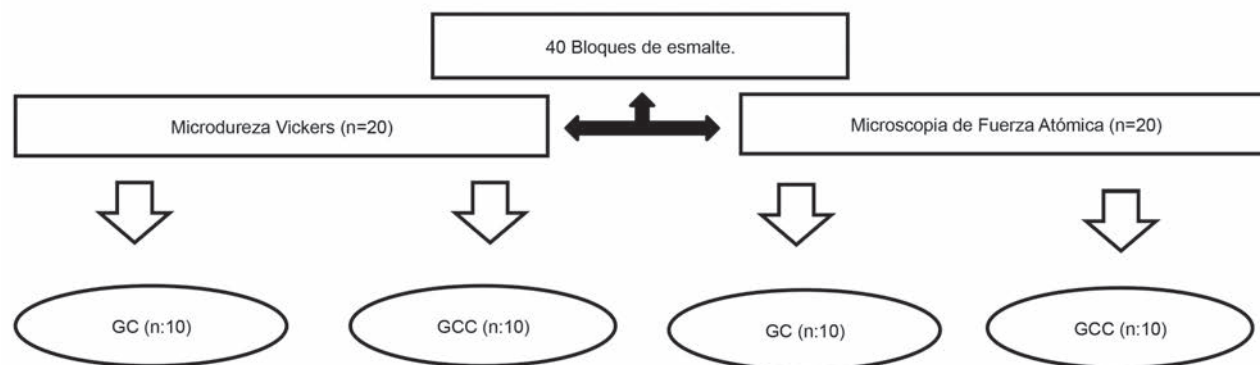 40 Bloques de esmalte.
Microdureza Vickers (n=20)
Microscopia de Fuerza Atómica (n=20)
GC (n:10)
GCC (n:10)
GC (n:10)
GCC (n:10)